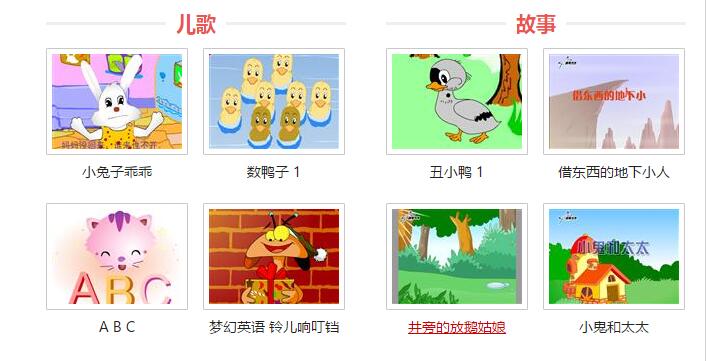 儿歌
故事
妈妈没回来，谁来也不开
借东西的地下小
小兔子乖乖
数鸭子 1
丑小鸭 1
借东西的地下小人
A B C
小鬼和太太
A B C
梦幻英语 铃儿响叮铛
井旁的放鹅姑娘
小鬼和太太